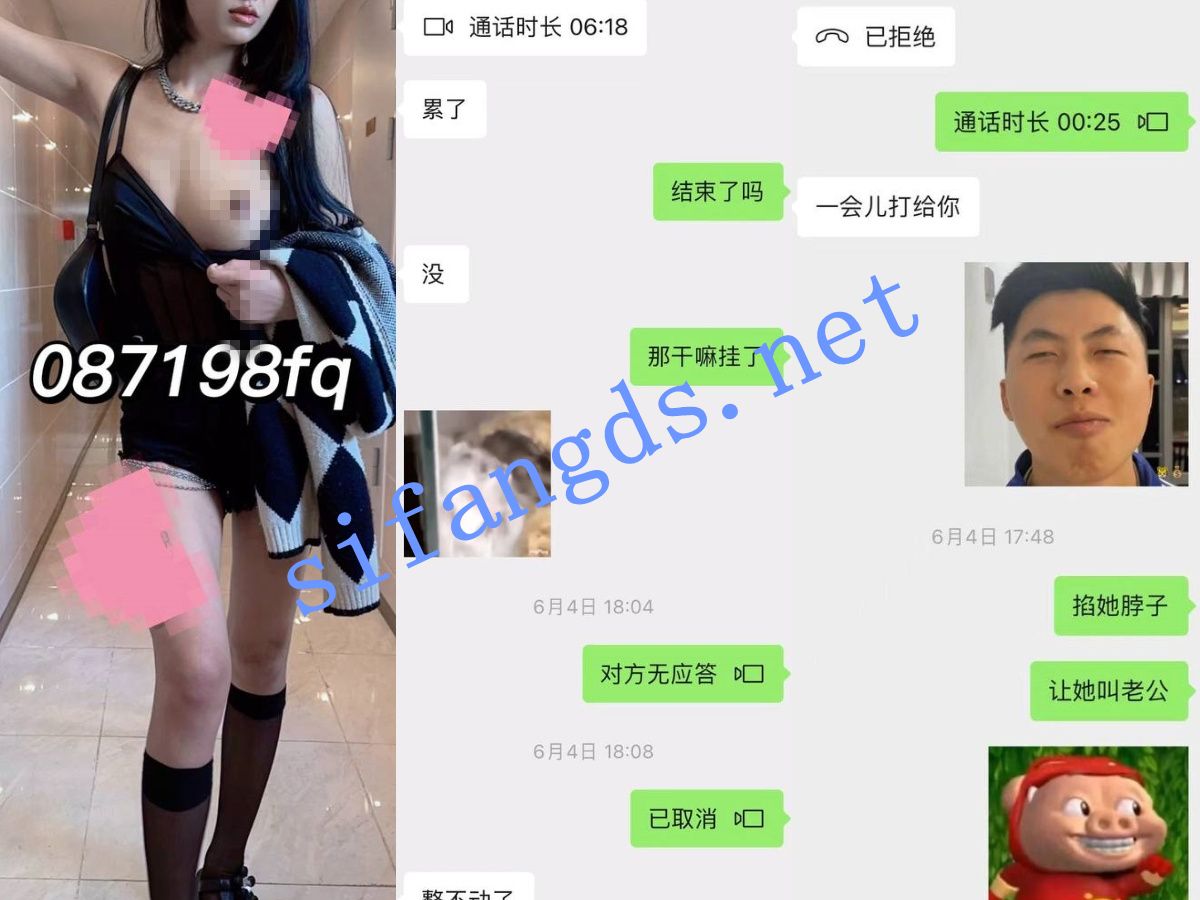 087198fq
通话时长 06:18
累了
结束了吗
没
那干嘛挂了
6月4日 18:04
对方无应答
6月4日 18:08
已取消
整不动了
已拒绝
通话时长 00:25
一会儿打给你
6月4日 17:48
掐她脖子
让她叫老公
sifangds.net